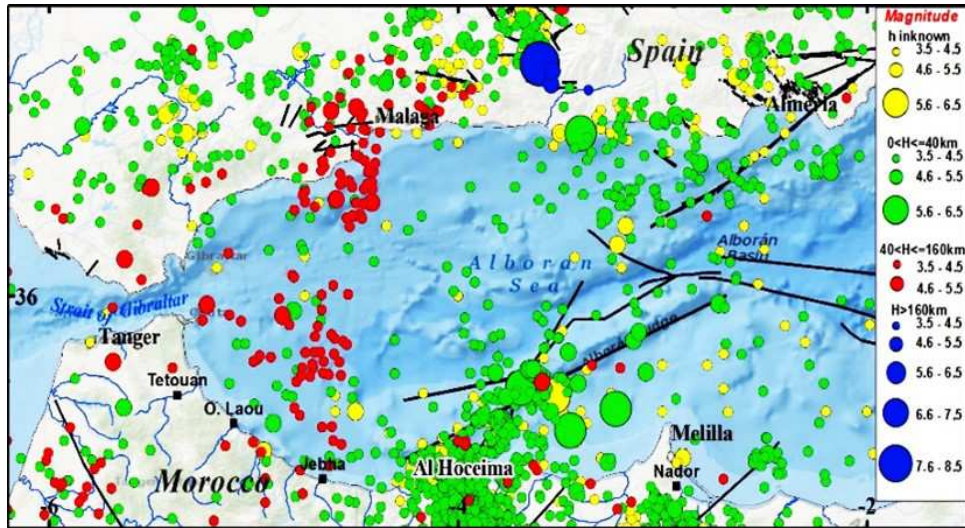 Magnitude
h inknown
3.5 - 4.5
4.6 - 5.5
5.6 - 6.5
0<H<=40km
3.5 - 4.5
4.6 - 5.5
5.6 - 6.5
40<H<=160km
3.5 - 4.5
4.6 - 5.5
H>160km
3.5 - 4.5
4.6 - 5.5
5.6 - 6.5
6.6 - 7.5
7.6 - 8.5
Spain
Malaga
Almeria
Gibraltar
Alboran
Sea
Alborán
Basin
36
Strait of Gibraltar
Tanger
Tetouan
O. Laou
Jebha
Al Hoceima
Melilla
Nador
Morocco
-6
-4
-2